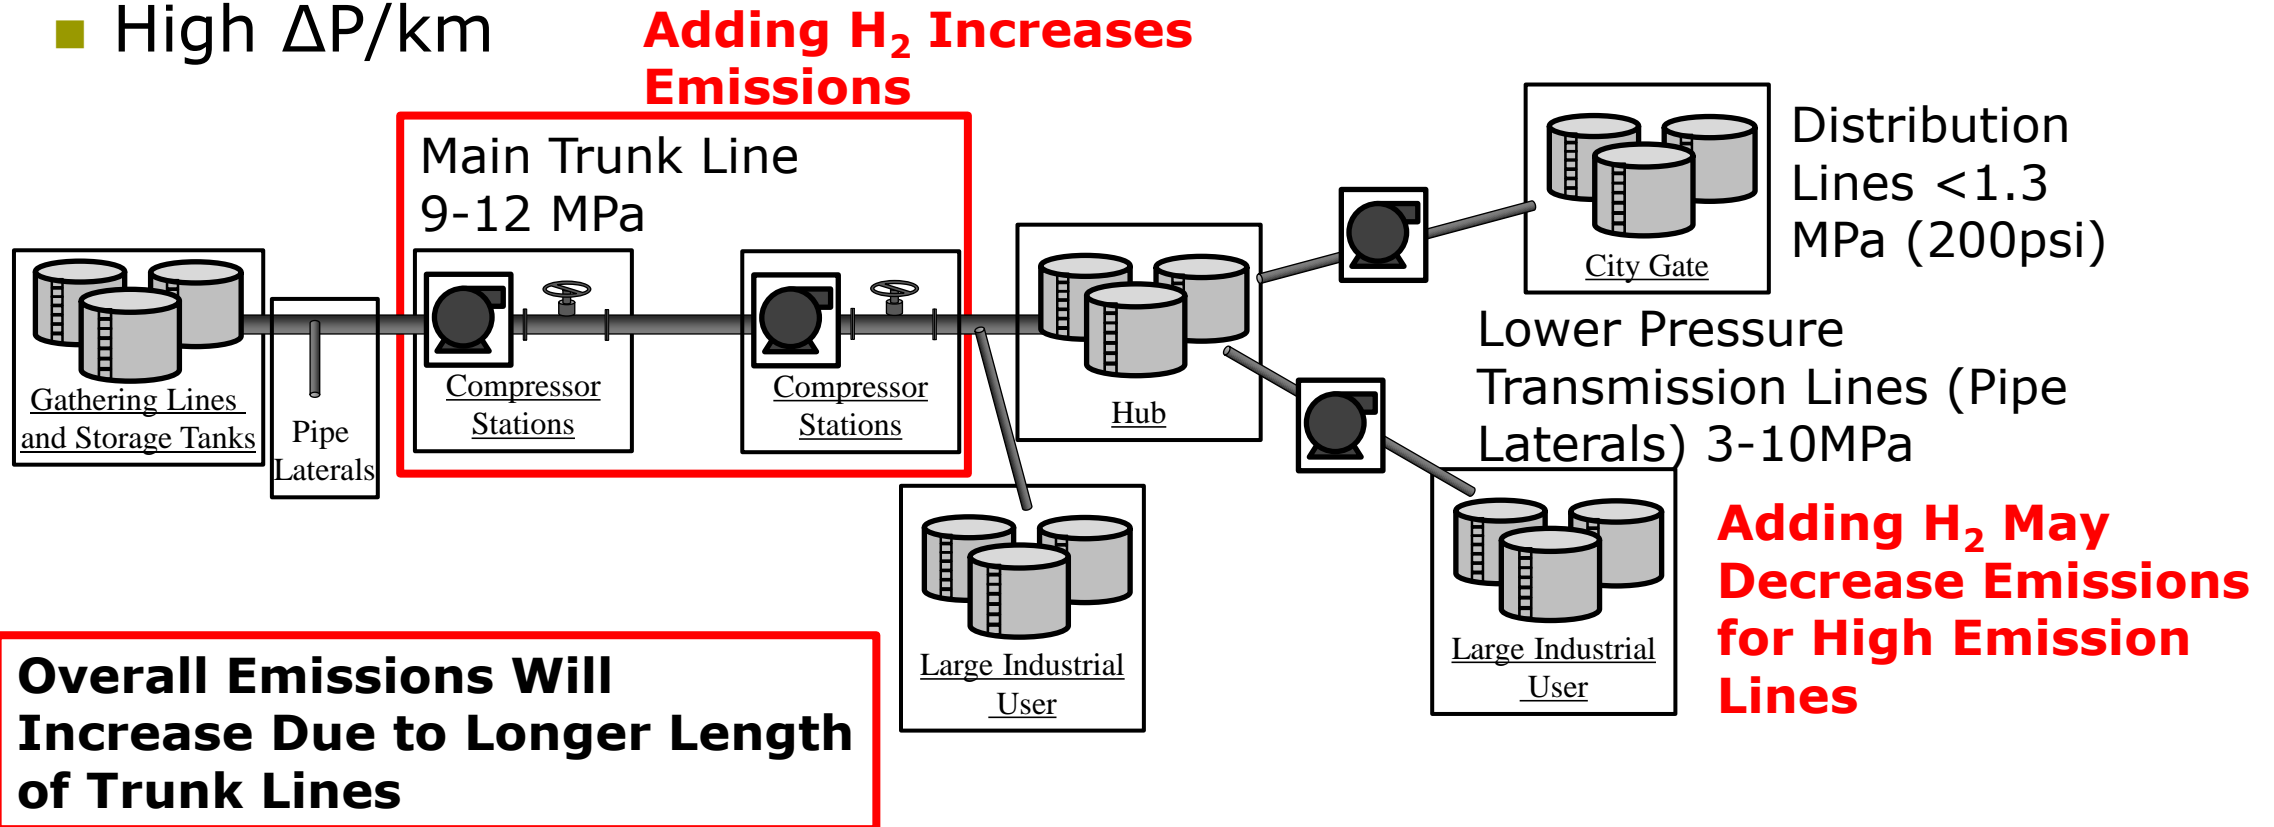 High ΔP/km
Adding H₂ Increases
Emissions
Main Trunk Line
9-12 MPa
Distribution
Lines <1.3
MPa (200psi)
City Gate
Lower Pressure
Transmission Lines (Pipe
Laterals) 3-10MPa
Gathering Lines
and Storage Tanks
Pipe
Laterals
Compressor
Stations
Compressor
Stations
Hub
Adding H₂ May
Decrease Emissions
for High Emission
Lines
Large Industrial
User
Large Industrial
User
Overall Emissions Will
Increase Due to Longer Length
of Trunk Lines